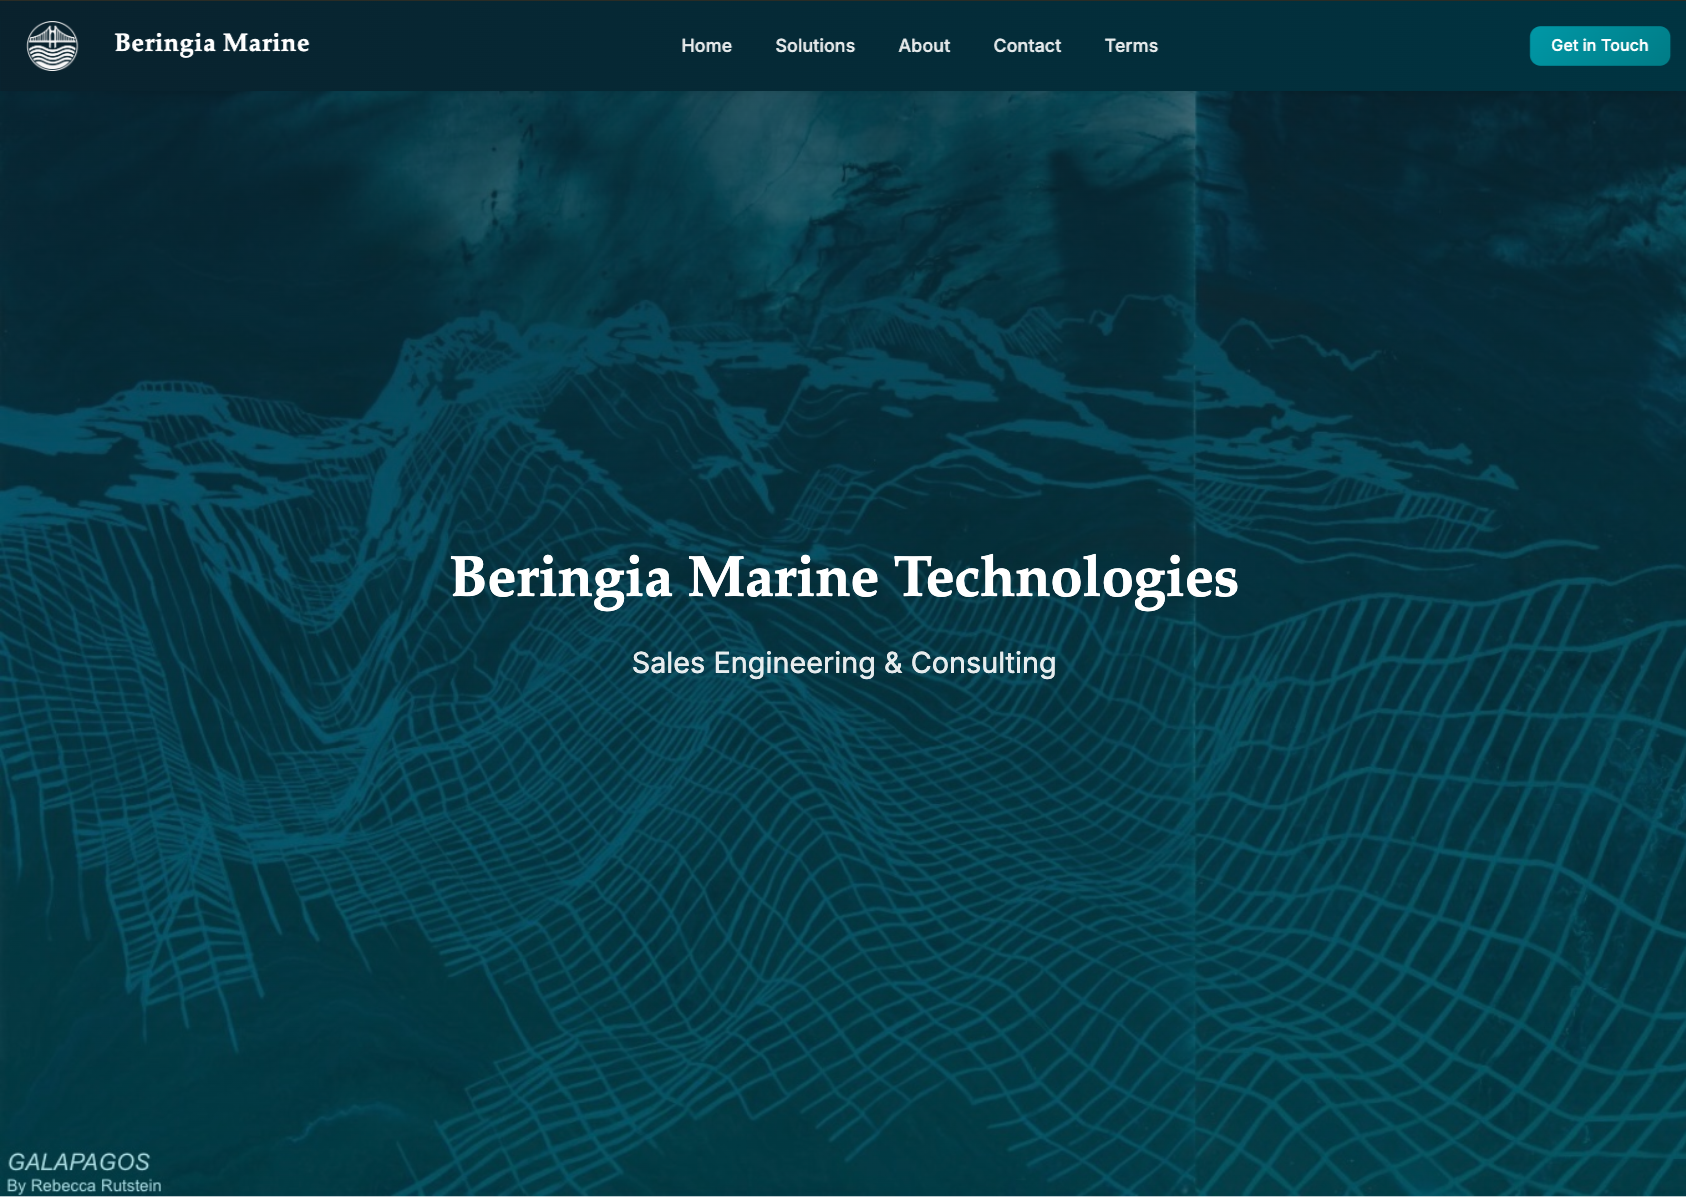 Beringia Marine
Home
Solutions
About
Contact
Terms
Get in Touch
Beringia Marine Technologies
Sales Engineering & Consulting
GALAPAGOS
By Rebecca Rutstein